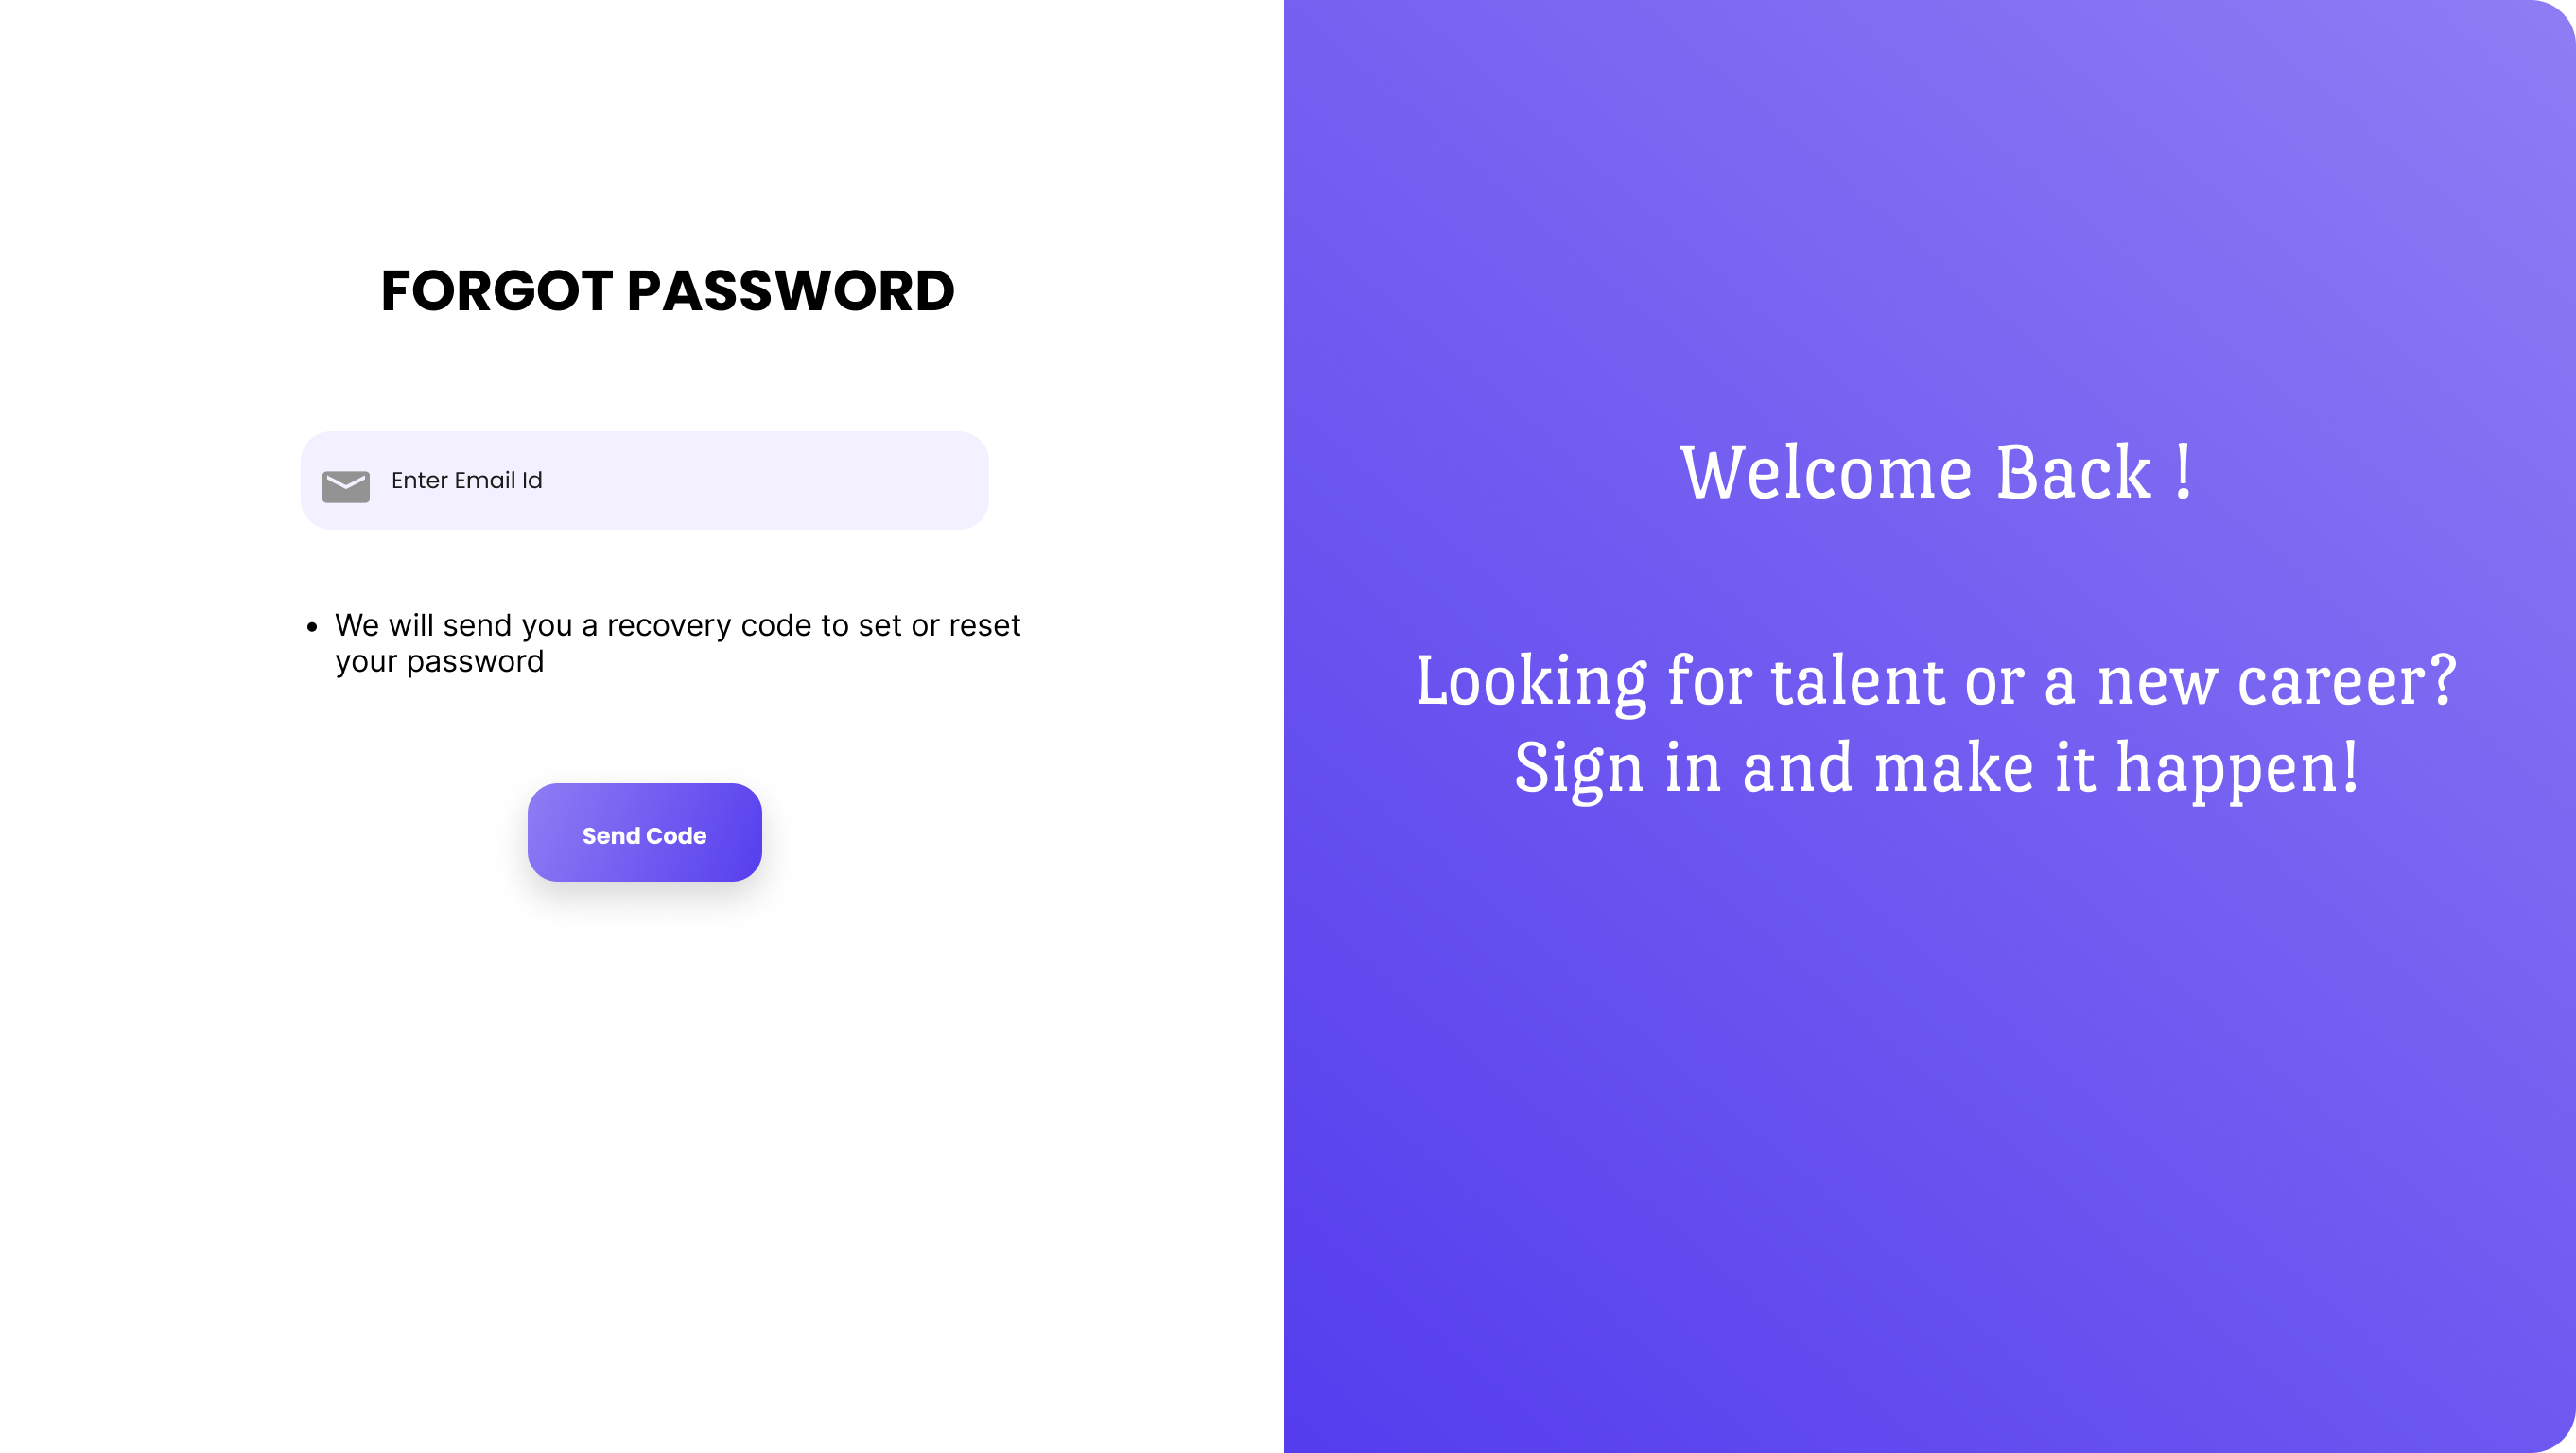 FORGOT PASSWORD
Enter Email Id
• We will send you a recovery code to set or reset
your password
Send Code
Welcome Back !
Looking for talent or a new career?
Sign in and make it happen!